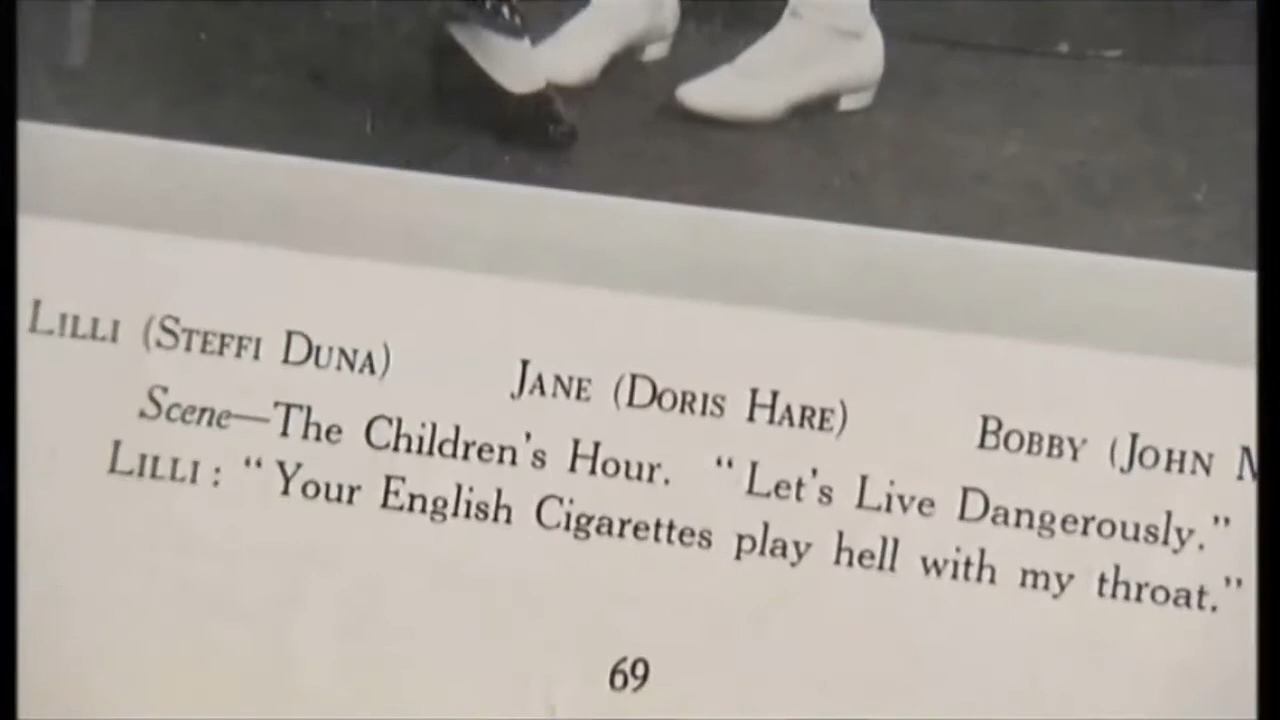 LILLI (STEFFI DUNA) JANE (DORIS HARE) BOBBY (JOHN
Scene—The Children's Hour. "Let's Live Dangerously."
LILLI: "Your English Cigarettes play hell with my throat."
69